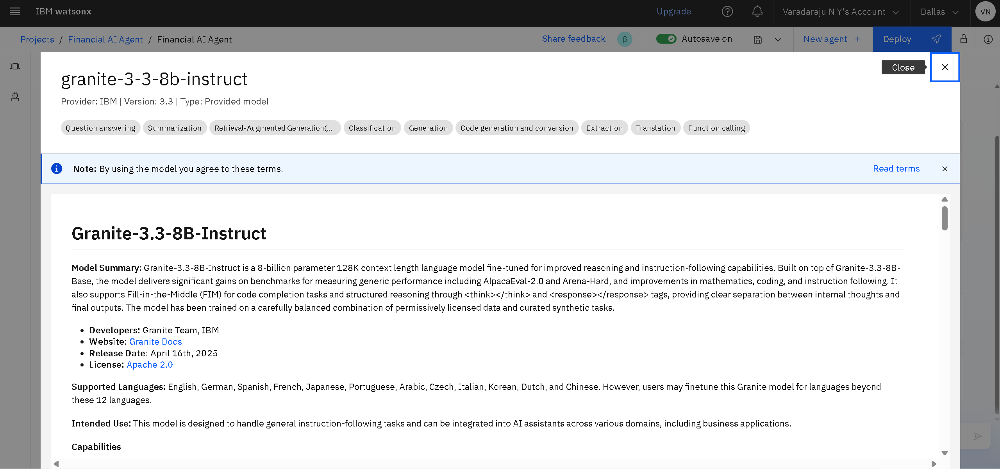 IBM watsonx
Upgrade
Varadaraju N Y's Account
Dallas
VN
Projects / Financial AI Agent / Financial AI Agent
Share feedback
β
Autosave on
New agent +
Deploy
granite-3-3-8b-instruct
Close
Provider: IBM | Version: 3.3 | Type: Provided model
Question answering
Summarization
Retrieval-Augmented Generation(...
Classification
Generation
Code generation and conversion
Extraction
Translation
Function calling
Note: By using the model you agree to these terms.
Read terms
Granite-3.3-8B-Instruct
Model Summary: Granite-3.3-8B-Instruct is a 8-billion parameter 128K context length language model fine-tuned for improved reasoning and instruction-following capabilities. Built on top of Granite-3.3-8B-
Base, the model delivers significant gains on benchmarks for measuring generic performance including AlpacaEval-2.0 and Arena-Hard, and improvements in mathematics, coding, and instruction following. It
also supports Fill-in-the-Middle (FIM) for code completion tasks and structured reasoning through <think></think> and <response></response> tags, providing clear separation between internal thoughts and
final outputs. The model has been trained on a carefully balanced combination of permissively licensed data and curated synthetic tasks.
• Developers: Granite Team, IBM
• Website: Granite Docs
• Release Date: April 16th, 2025
• License: Apache 2.0
Supported Languages: English, German, Spanish, French, Japanese, Portuguese, Arabic, Czech, Italian, Korean, Dutch, and Chinese. However, users may finetune this Granite model for languages beyond
these 12 languages.
Intended Use: This model is designed to handle general instruction-following tasks and can be integrated into AI assistants across various domains, including business applications.
Capabilities